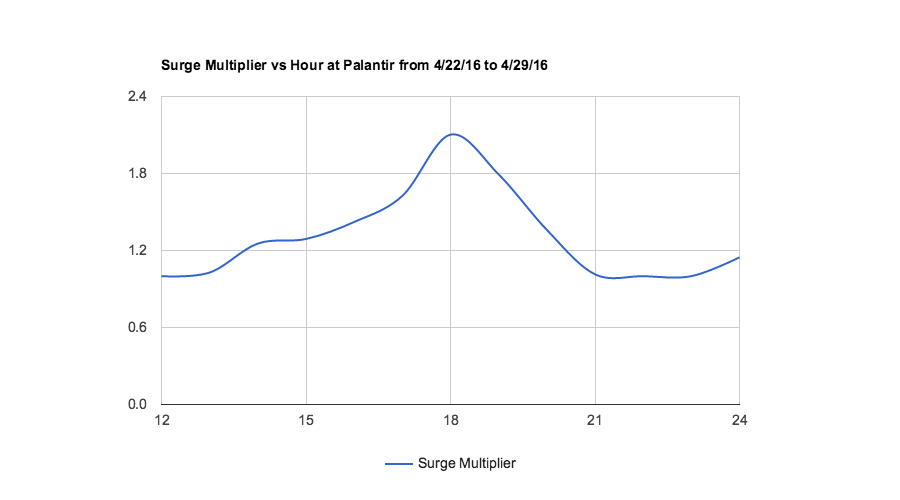 Surge Multiplier vs Hour at Palantir from 4/22/16 to 4/29/16
2.4
1.8
1.2
0.6
0.0
12 15 18 21 24
Surge Multiplier